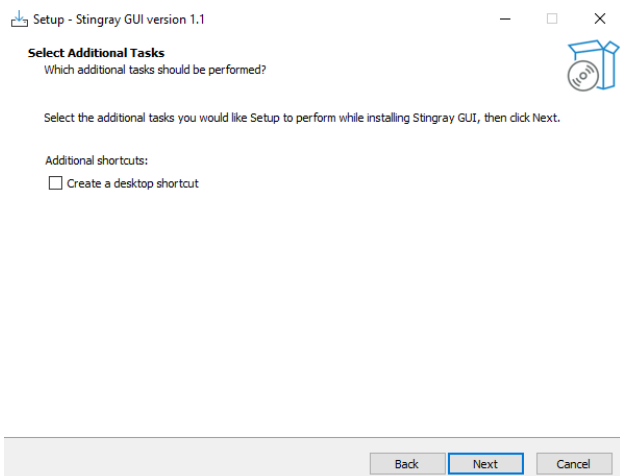 Setup - Stingray GUI version 1.1
Select Additional Tasks
Which additional tasks should be performed?
Select the additional tasks you would like Setup to perform while installing Stingray GUI, then click Next.
Additional shortcuts:
Create a desktop shortcut
Back Next Cancel